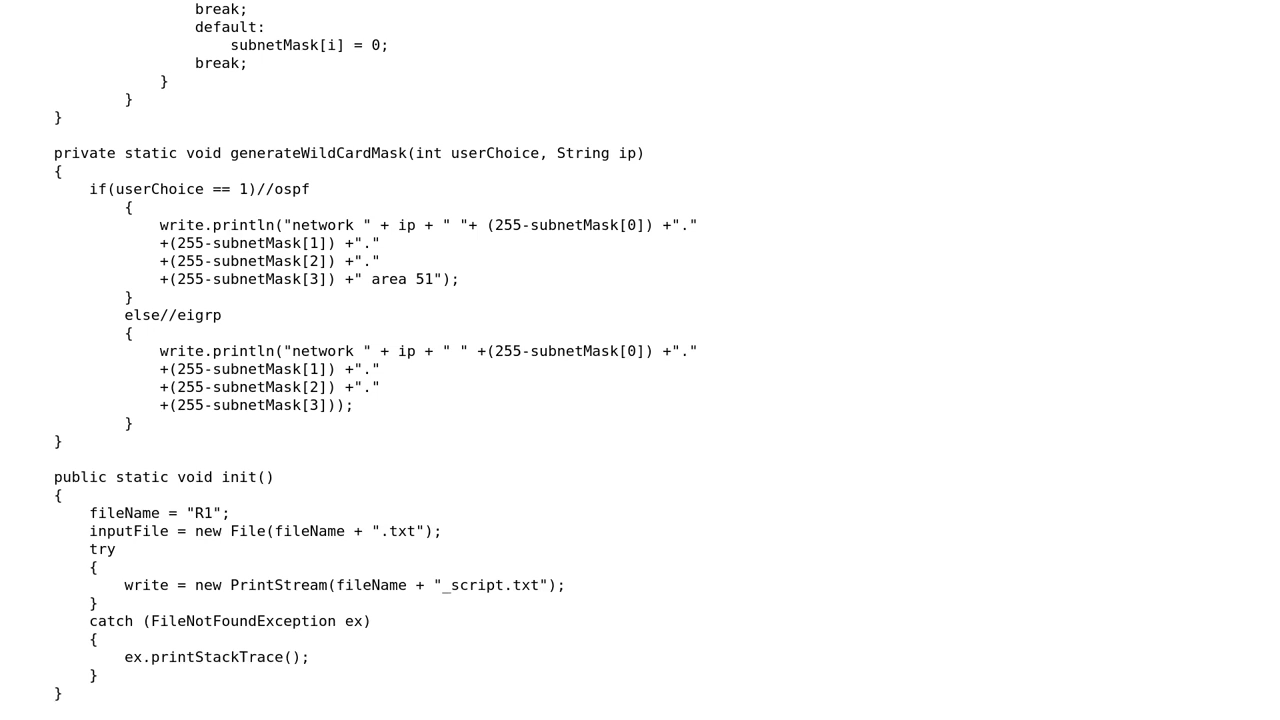 break;
                default:
                    subnetMask[i] = 0;
                break;
            }
        }
}

private static void generateWildCardMask(int userChoice, String ip)
{
    if(userChoice == 1)//ospf
        {
            write.println("network " + ip + " "+ (255-subnetMask[0]) +"."
            +(255-subnetMask[1]) +"."
            +(255-subnetMask[2]) +"."
            +(255-subnetMask[3]) +" area 51");
        }
        else//eigrp
        {
            write.println("network " + ip + " " +(255-subnetMask[0]) +"."
            +(255-subnetMask[1]) +"."
            +(255-subnetMask[2]) +"."
            +(255-subnetMask[3]));
        }
}

public static void init()
{
    fileName = "R1";
    inputFile = new File(fileName + ".txt");
    try
    {
        write = new PrintStream(fileName + "_script.txt");
    }
    catch (FileNotFoundException ex)
    {
        ex.printStackTrace();
    }
}